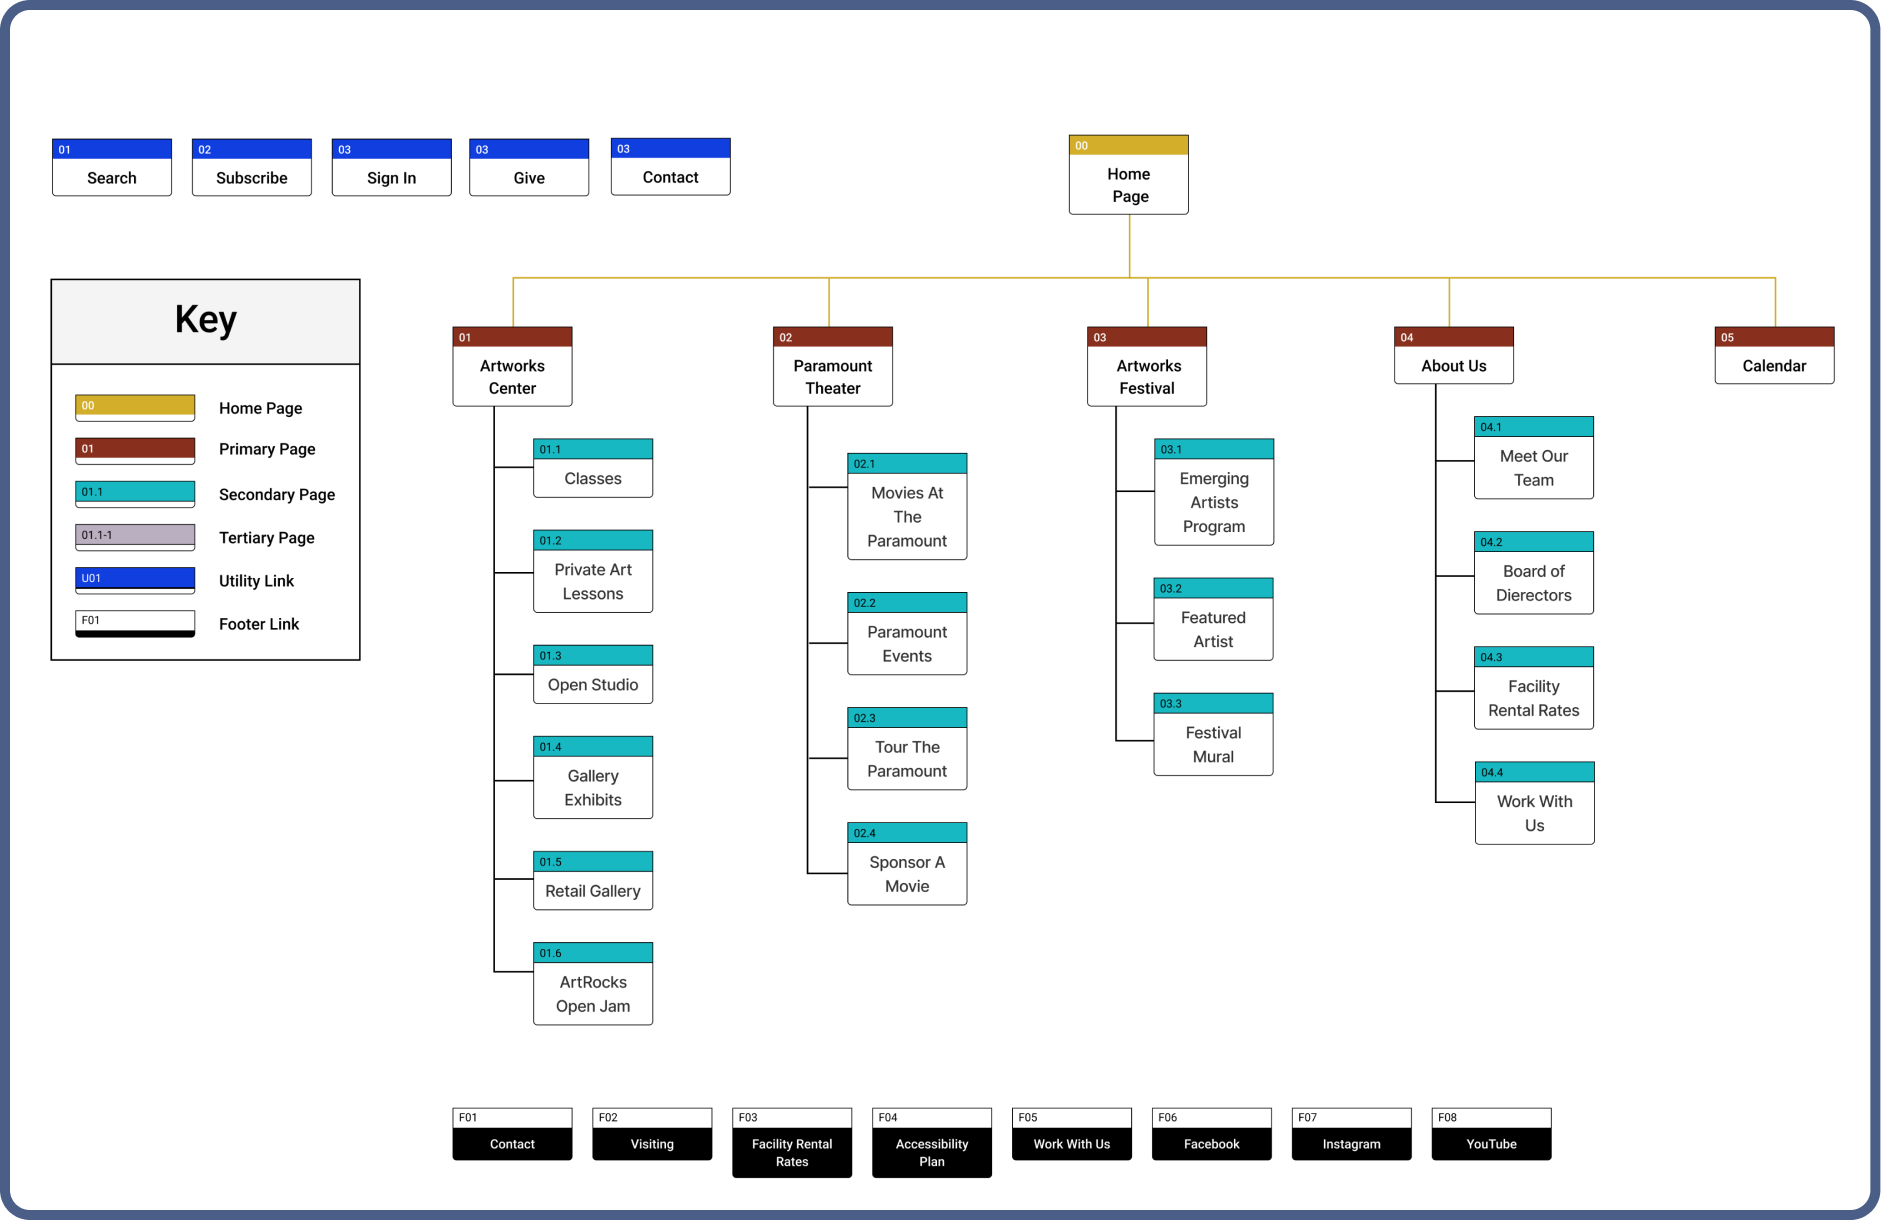 01
Search
02
Subscribe
03
Sign In
03
Give
03
Contact
00
Home
Page
Key
00
Home Page
01
Primary Page
01.1
Secondary Page
01.1-1
Tertiary Page
U01
Utility Link
F01
Footer Link
01
Artworks
Center
01.1
Classes
01.2
Private Art
Lessons
01.3
Open Studio
01.4
Gallery
Exhibits
01.5
Retail Gallery
01.6
ArtRocks
Open Jam
02
Paramount
Theater
02.1
Movies At
The
Paramount
02.2
Paramount
Events
02.3
Tour The
Paramount
02.4
Sponsor A
Movie
03
Artworks
Festival
03.1
Emerging
Artists
Program
03.2
Featured
Artist
03.3
Festival
Mural
04
About Us
04.1
Meet Our
Team
04.2
Board of
Dierectors
04.3
Facility
Rental Rates
04.4
Work With
Us
05
Calendar
F01
Contact
F02
Visiting
F03
Facility Rental
Rates
F04
Accessibility
Plan
F05
Work With Us
F06
Facebook
F07
Instagram
F08
YouTube